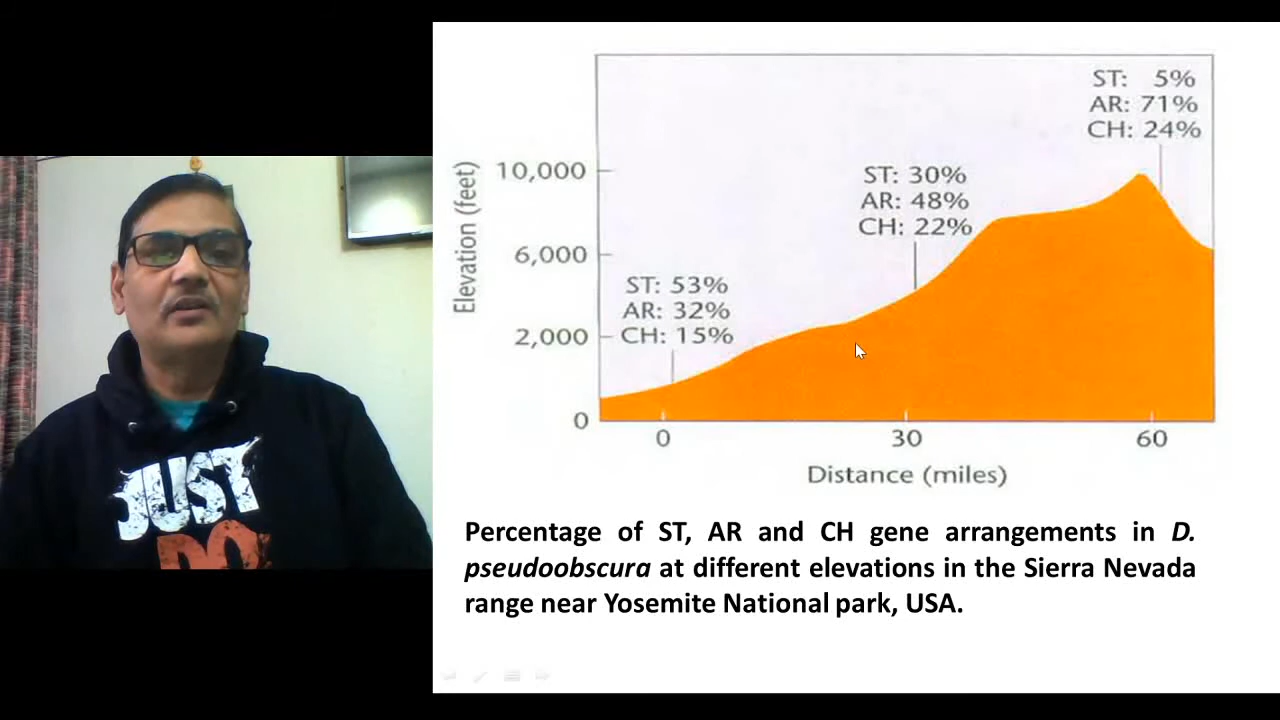 JUST
DO
ST: 5%
AR: 71%
CH: 24%
ST: 30%
AR: 48%
CH: 22%
ST: 53%
AR: 32%
CH: 15%
Elevation (feet)
10,000
6,000
2,000
0
0 30 60
Distance (miles)
Percentage of ST, AR and CH gene arrangements in D.
pseudoobscura at different elevations in the Sierra Nevada
range near Yosemite National park, USA.